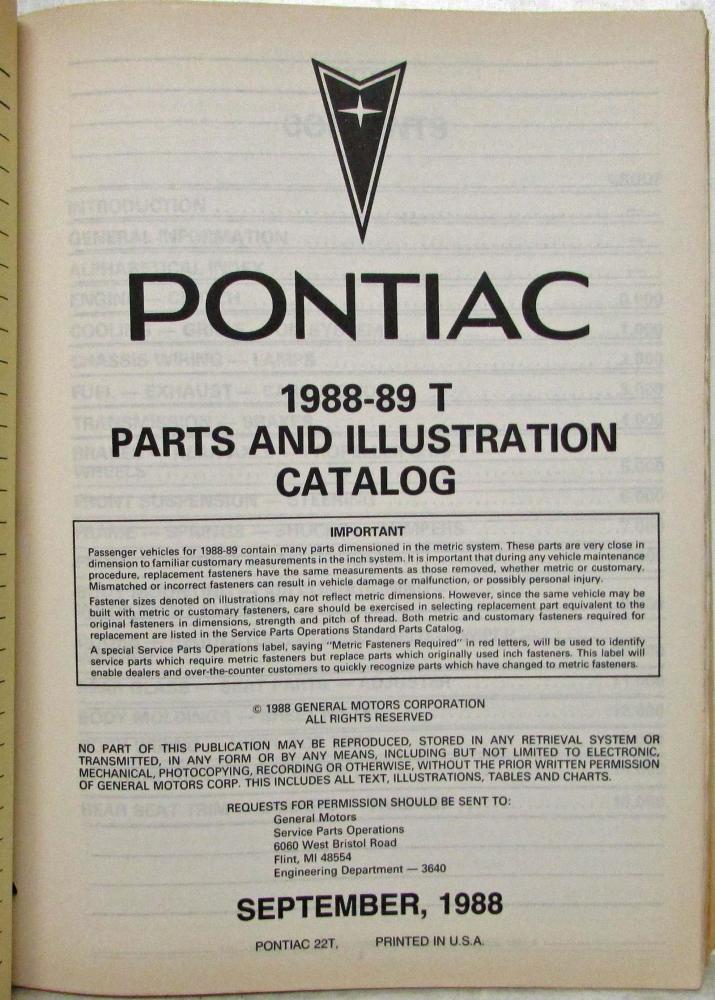 PONTIAC
1988-89 T
PARTS AND ILLUSTRATION
CATALOG
IMPORTANT
Passenger vehicles for 1988-89 contain many parts dimensioned in the metric system. These parts are very close in
dimension to familiar customary measurements in the inch system. It is important that during any vehicle maintenance
procedure, replacement fasteners have the same measurements as those removed, whether metric or customary.
Mismatched or incorrect fasteners can result in vehicle damage or malfunction, or possibly personal injury.
Fastener sizes denoted on illustrations may not reflect metric dimensions. However, since the same vehicle may be
built with metric or customary fasteners, care should be exercised in selecting replacement part equivalent to the
original fasteners in dimensions, strength and pitch of thread. Both metric and customary fasteners required for
replacement are listed in the Service Parts Operations Standard Parts Catalog.
A special Service Parts Operations label, saying "Metric Fasteners Required" in red letters, will be used to identify
service parts which require metric fasteners but replace parts which originally used inch fasteners. This label will
enable dealers and over-the-counter customers to quickly recognize parts which have changed to metric fasteners.
© 1988 GENERAL MOTORS CORPORATION
ALL RIGHTS RESERVED
NO PART OF THIS PUBLICATION MAY BE REPRODUCED, STORED IN ANY RETRIEVAL SYSTEM OR
TRANSMITTED, IN ANY FORM OR BY ANY MEANS, INCLUDING BUT NOT LIMITED TO ELECTRONIC,
MECHANICAL, PHOTOCOPYING, RECORDING OR OTHERWISE, WITHOUT THE PRIOR WRITTEN PERMISSION
OF GENERAL MOTORS CORP. THIS INCLUDES ALL TEXT, ILLUSTRATIONS, TABLES AND CHARTS.
REQUESTS FOR PERMISSION SHOULD BE SENT TO:
General Motors
Service Parts Operations
6060 West Bristol Road
Flint, MI 48554
Engineering Department — 3640
SEPTEMBER, 1988
PONTIAC 22T. PRINTED IN U.S.A.